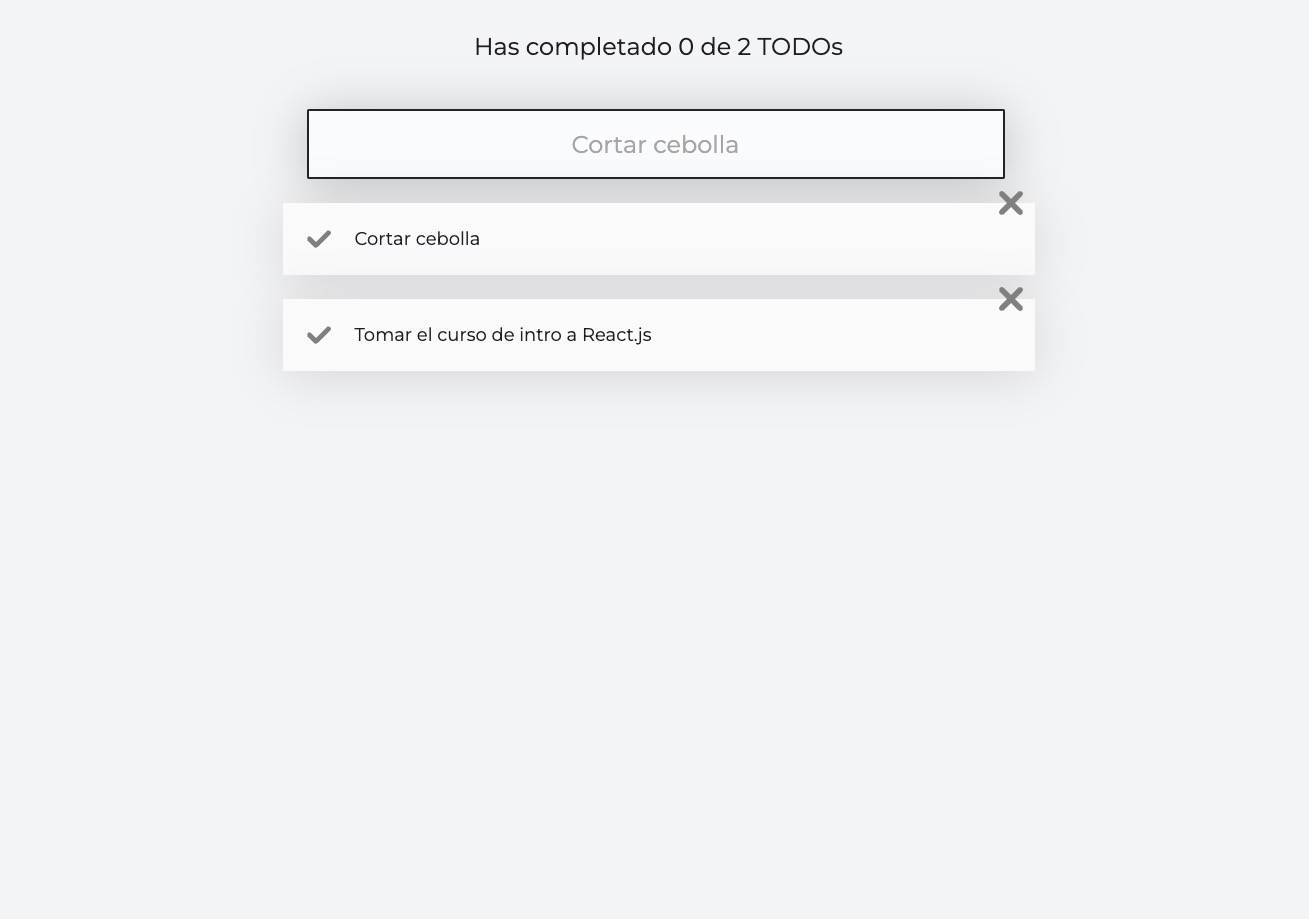 Has completado 0 de 2 TODOs
Cortar cebolla
Cortar cebolla
Tomar el curso de intro a React.js